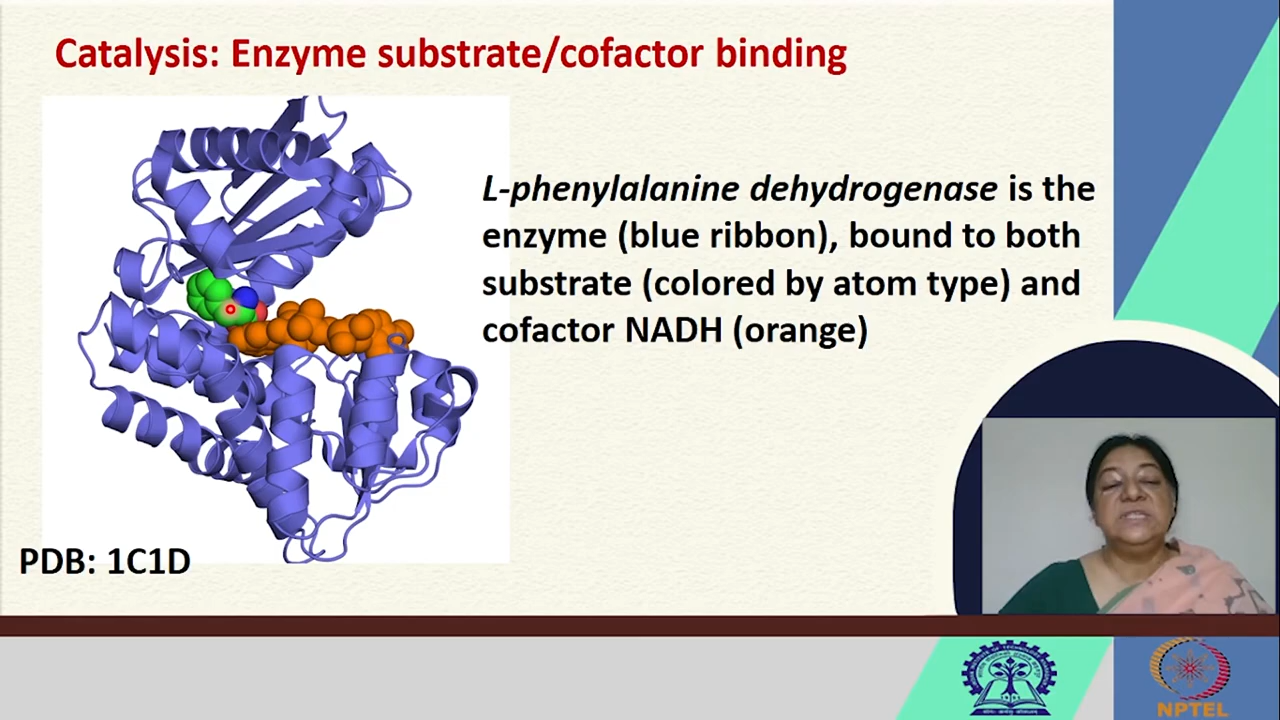 Catalysis: Enzyme substrate/cofactor binding
L-phenylalanine dehydrogenase is the
enzyme (blue ribbon), bound to both
substrate (colored by atom type) and
cofactor NADH (orange)
PDB: 1C1D
NPTEL